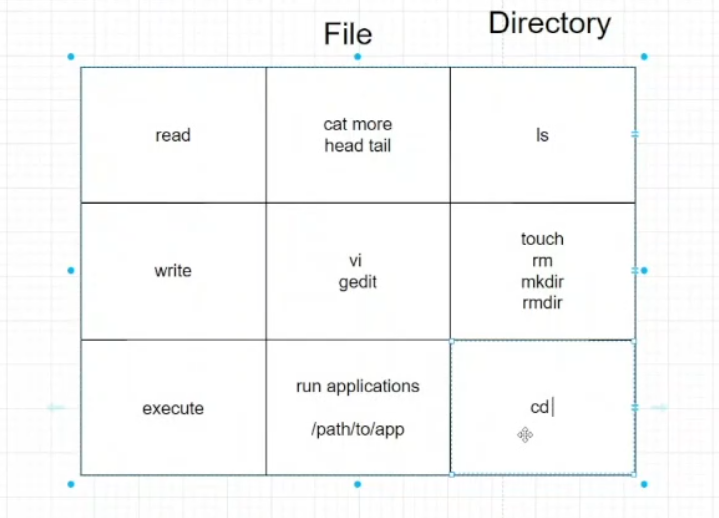 File
Directory
read
cat more
head tail
ls
write
vi
gedit
touch
rm
mkdir
rmdir
execute
run applications
/path/to/app
cd